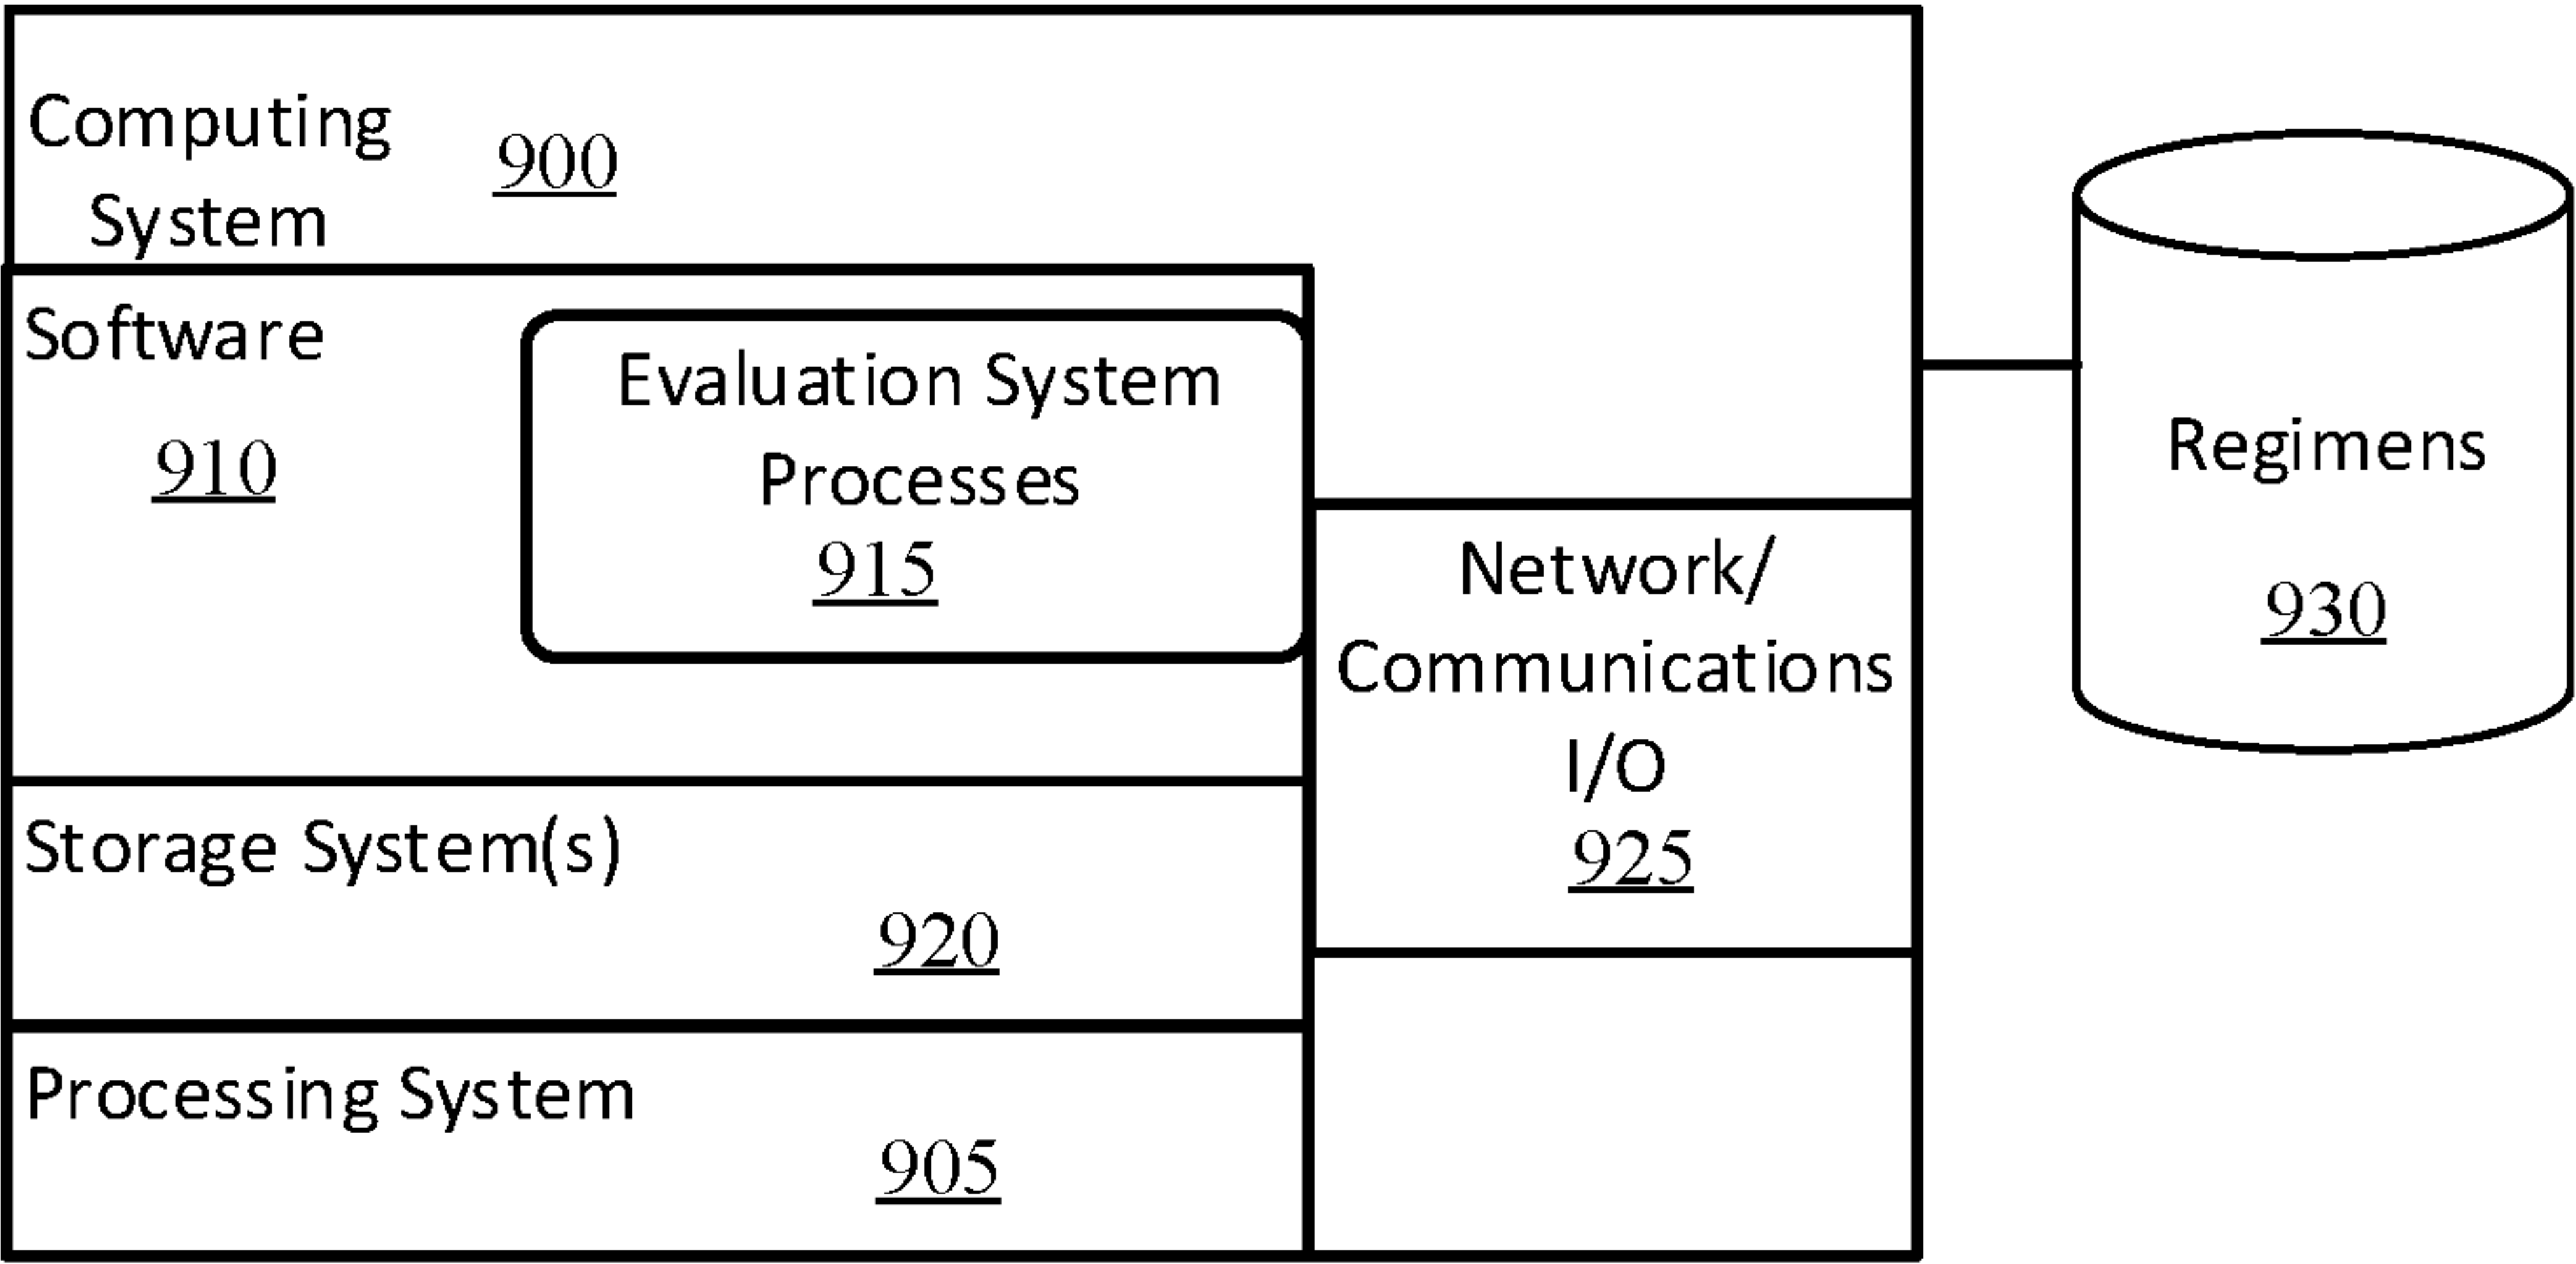 Computing
System
900
Software
910
Evaluation System
Processes
915
Storage System(s)
920
Processing System
905
Network/
Communications
I/O
925
Regimens
930